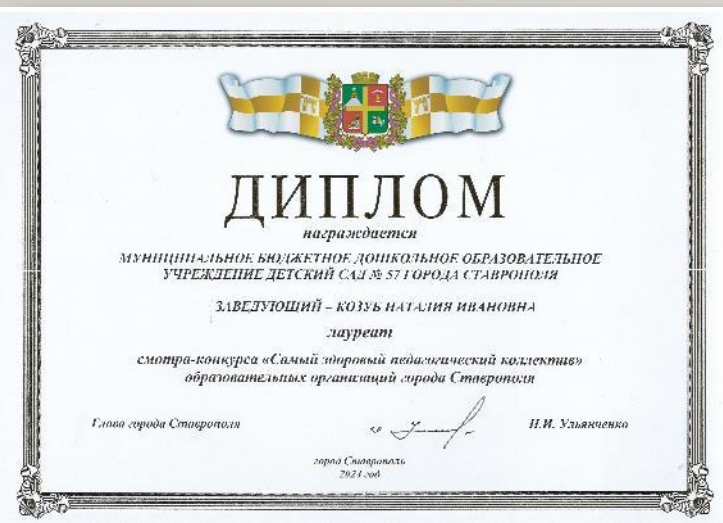 ДИПЛОМ
награждается
МУНИЦИПАЛЬНОЕ БЮДЖЕТНОЕ ДОШКОЛЬНОЕ ОБРАЗОВАТЕЛЬНОЕ
УЧРЕЖДЕНИЕ ДЕТСКИЙ САД № 57 ГОРОДА СТАВРОПОЛЯ
ЗАВЕДУЮЩИЙ – КОЗУБ НАТАЛИЯ ИВАНОВНА
лауреат
смотра-конкурса «Самый здоровый педагогический коллектив»
образовательных организаций города Ставрополя
Глава города Ставрополя
И.И. Ульянченко
город Ставрополь
2024 год